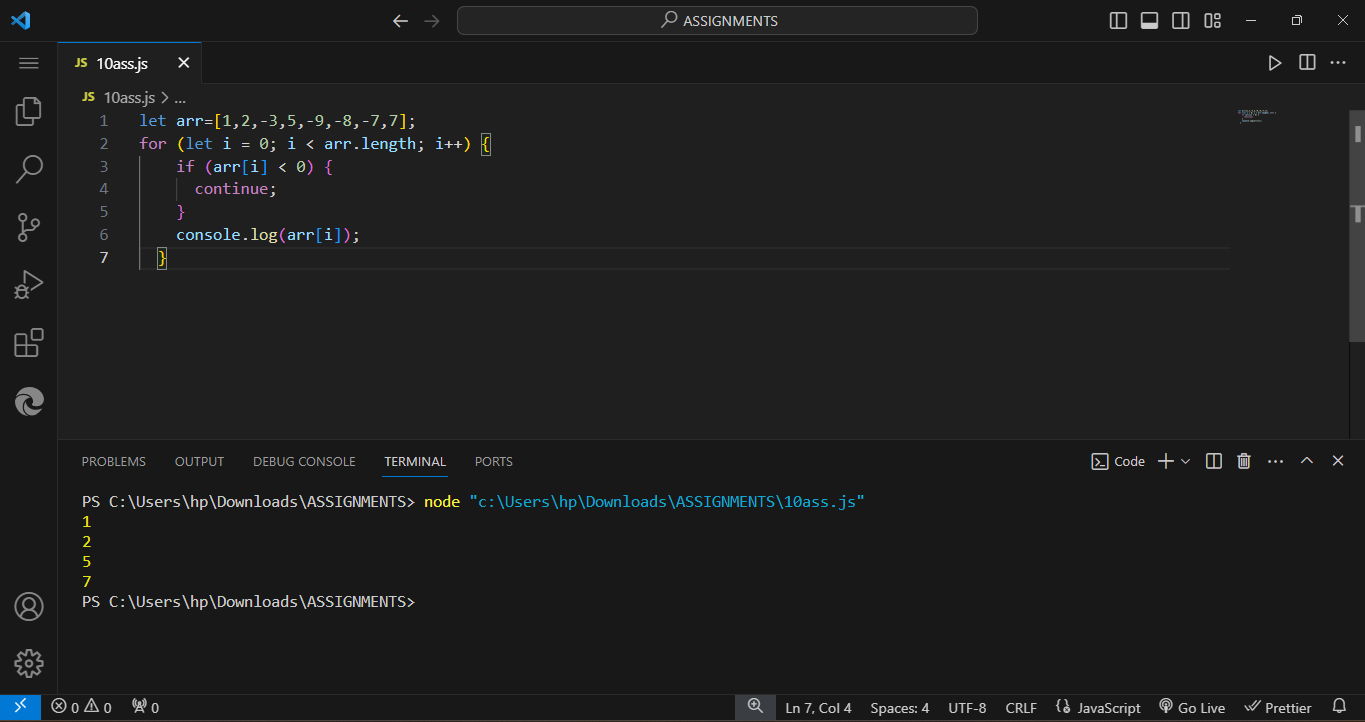 ASSIGNMENTS
JS 10ass.js
JS 10ass.js > ...
1 let arr=[1,2,-3,5,-9,-8,-7,7];
2 for (let i = 0; i < arr.length; i++) {
3 if (arr[i] < 0) {
4 continue;
5 }
6 console.log(arr[i]);
7 }
PROBLEMS OUTPUT DEBUG CONSOLE TERMINAL PORTS Code
PS C:\Users\hp\Downloads\ASSIGNMENTS> node "c:\Users\hp\Downloads\ASSIGNMENTS\10ass.js"
1
2
5
7
PS C:\Users\hp\Downloads\ASSIGNMENTS>
0 0 0 Ln 7, Col 4 Spaces: 4 UTF-8 CRLF JavaScript Go Live Prettier